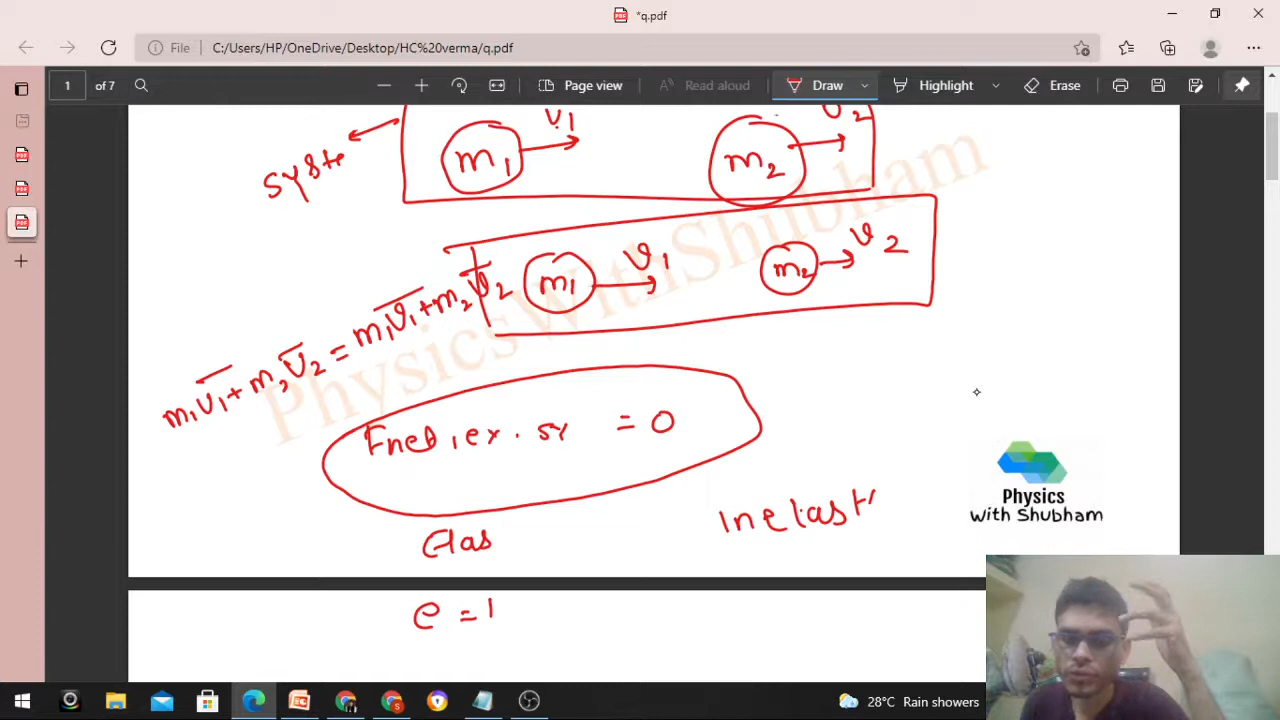 *q.pdf
File C:/Users/HP/OneDrive/Desktop/HC%20verma/q.pdf
1 of 7 Page view Read aloud Draw Highlight Erase
v1 v2
syste m1 m2
m1 v1 m2 v2
m1v1 + m2v2 = m1v1 + m2v2
Fnet, ex. sy = 0
Physics
With Shubham
Elas Inelast
e = 1
PhysicsWithShubham
28°C Rain showers